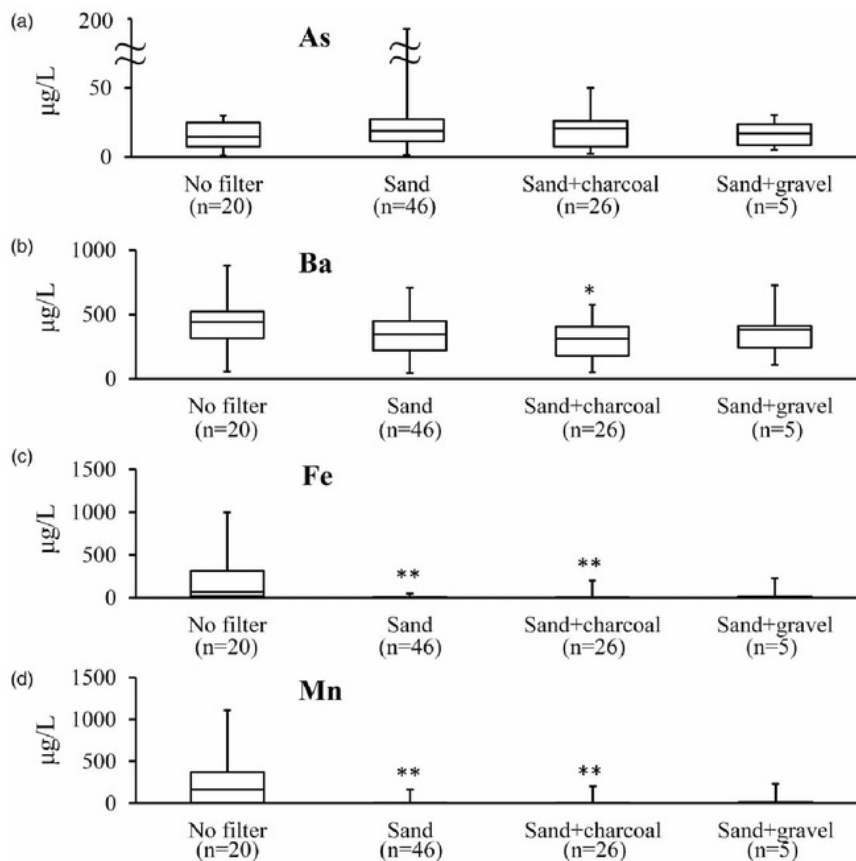 (a)
As
200
50
0
µg/L
No filter Sand Sand+charcoal Sand+gravel
(n=20) (n=46) (n=26) (n=5)
(b)
Ba
1000
500
0
µg/L
*
No filter Sand Sand+charcoal Sand+gravel
(n=20) (n=46) (n=26) (n=5)
(c)
Fe
1500
1000
500
0
µg/L
** **
No filter Sand Sand+charcoal Sand+gravel
(n=20) (n=46) (n=26) (n=5)
(d)
Mn
1500
1000
500
0
µg/L
** **
No filter Sand Sand+charcoal Sand+gravel
(n=20) (n=46) (n=26) (n=5)